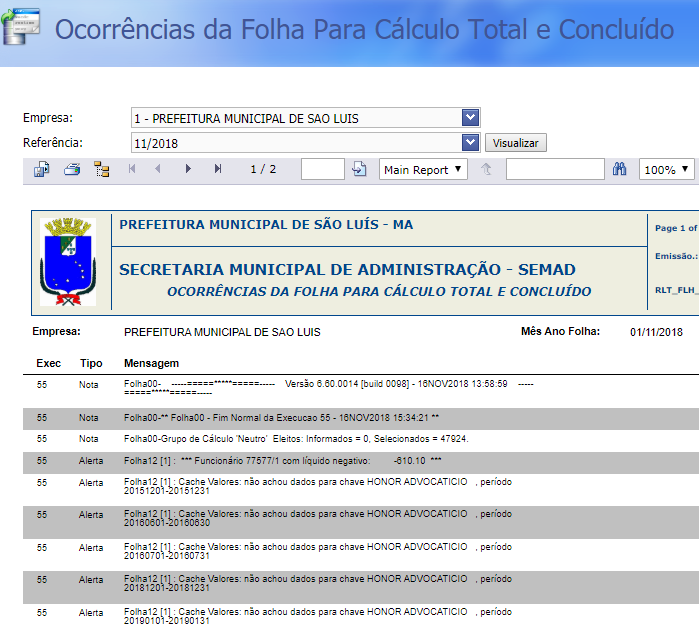 Ocorrências da Folha Para Cálculo Total e Concluído
Empresa: 1 - PREFEITURA MUNICIPAL DE SAO LUIS
Referência: 11/2018 Visualizar
1 / 2 Main Report 100%
PREFEITURA MUNICIPAL DE SÃO LUÍS - MA
Page 1 of
SECRETARIA MUNICIPAL DE ADMINISTRAÇÃO - SEMAD
Emissão.:
OCORRÊNCIAS DA FOLHA PARA CÁLCULO TOTAL E CONCLUÍDO
RLT_FLH_
Empresa: PREFEITURA MUNICIPAL DE SAO LUIS Mês Ano Folha: 01/11/2018
Exec Tipo Mensagem
55 Nota Folha00- -----=====*****=====----- Versão 6.60.0014 [build 0098] - 16NOV2018 13:58:59 -----
=====*****=====-----
55 Nota Folha00-** Folha00 - Fim Normal da Execucao 55 - 16NOV2018 15:34:21 **
55 Nota Folha00-Grupo de Cálculo 'Neutro' Eleitos: Informados = 0, Selecionados = 47924.
55 Alerta Folha12 [1] : *** Funcionário 77577/1 com líquido negativo: -610.10 ***
55 Alerta Folha12 [1] : Cache Valores: não achou dados para chave HONOR ADVOCATICIO , período
20151201-20151231
55 Alerta Folha12 [1] : Cache Valores: não achou dados para chave HONOR ADVOCATICIO , período
20160601-20160630
55 Alerta Folha12 [1] : Cache Valores: não achou dados para chave HONOR ADVOCATICIO , período
20160701-20160731
55 Alerta Folha12 [1] : Cache Valores: não achou dados para chave HONOR ADVOCATICIO , período
20181201-20181231
55 Alerta Folha12 [1] : Cache Valores: não achou dados para chave HONOR ADVOCATICIO , período
20190101-20190131